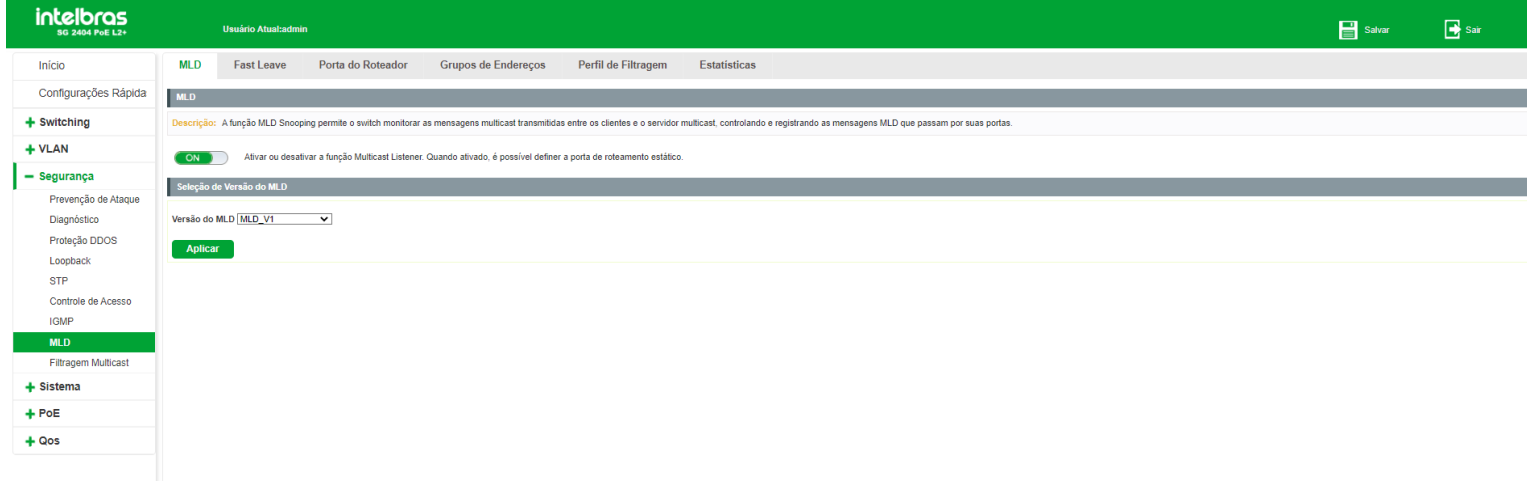 intelbras
SG 2404 PoE L2+
Usuário Atual:admin
Salvar
Sair
Início
Configurações Rápida
Switching
VLAN
Segurança
Prevenção de Ataque
Diagnóstico
Proteção DDOS
Loopback
STP
Controle de Acesso
IGMP
MLD
Filtragem Multicast
Sistema
PoE
Qos
MLD Fast Leave Porta do Roteador Grupos de Endereços Perfil de Filtragem Estatisticas
MLD
Descrição: A função MLD Snooping permite o switch monitorar as mensagens multicast transmitidas entre os clientes e o servidor multicast, controlando e registrando as mensagens MLD que passam por suas portas.
ON Ativar ou desativar a função Multicast Listener. Quando ativado, é possível definer a porta de roteamento estático.
Seleção de Versão do MLD
Versão do MLD MLD_V1
Aplicar